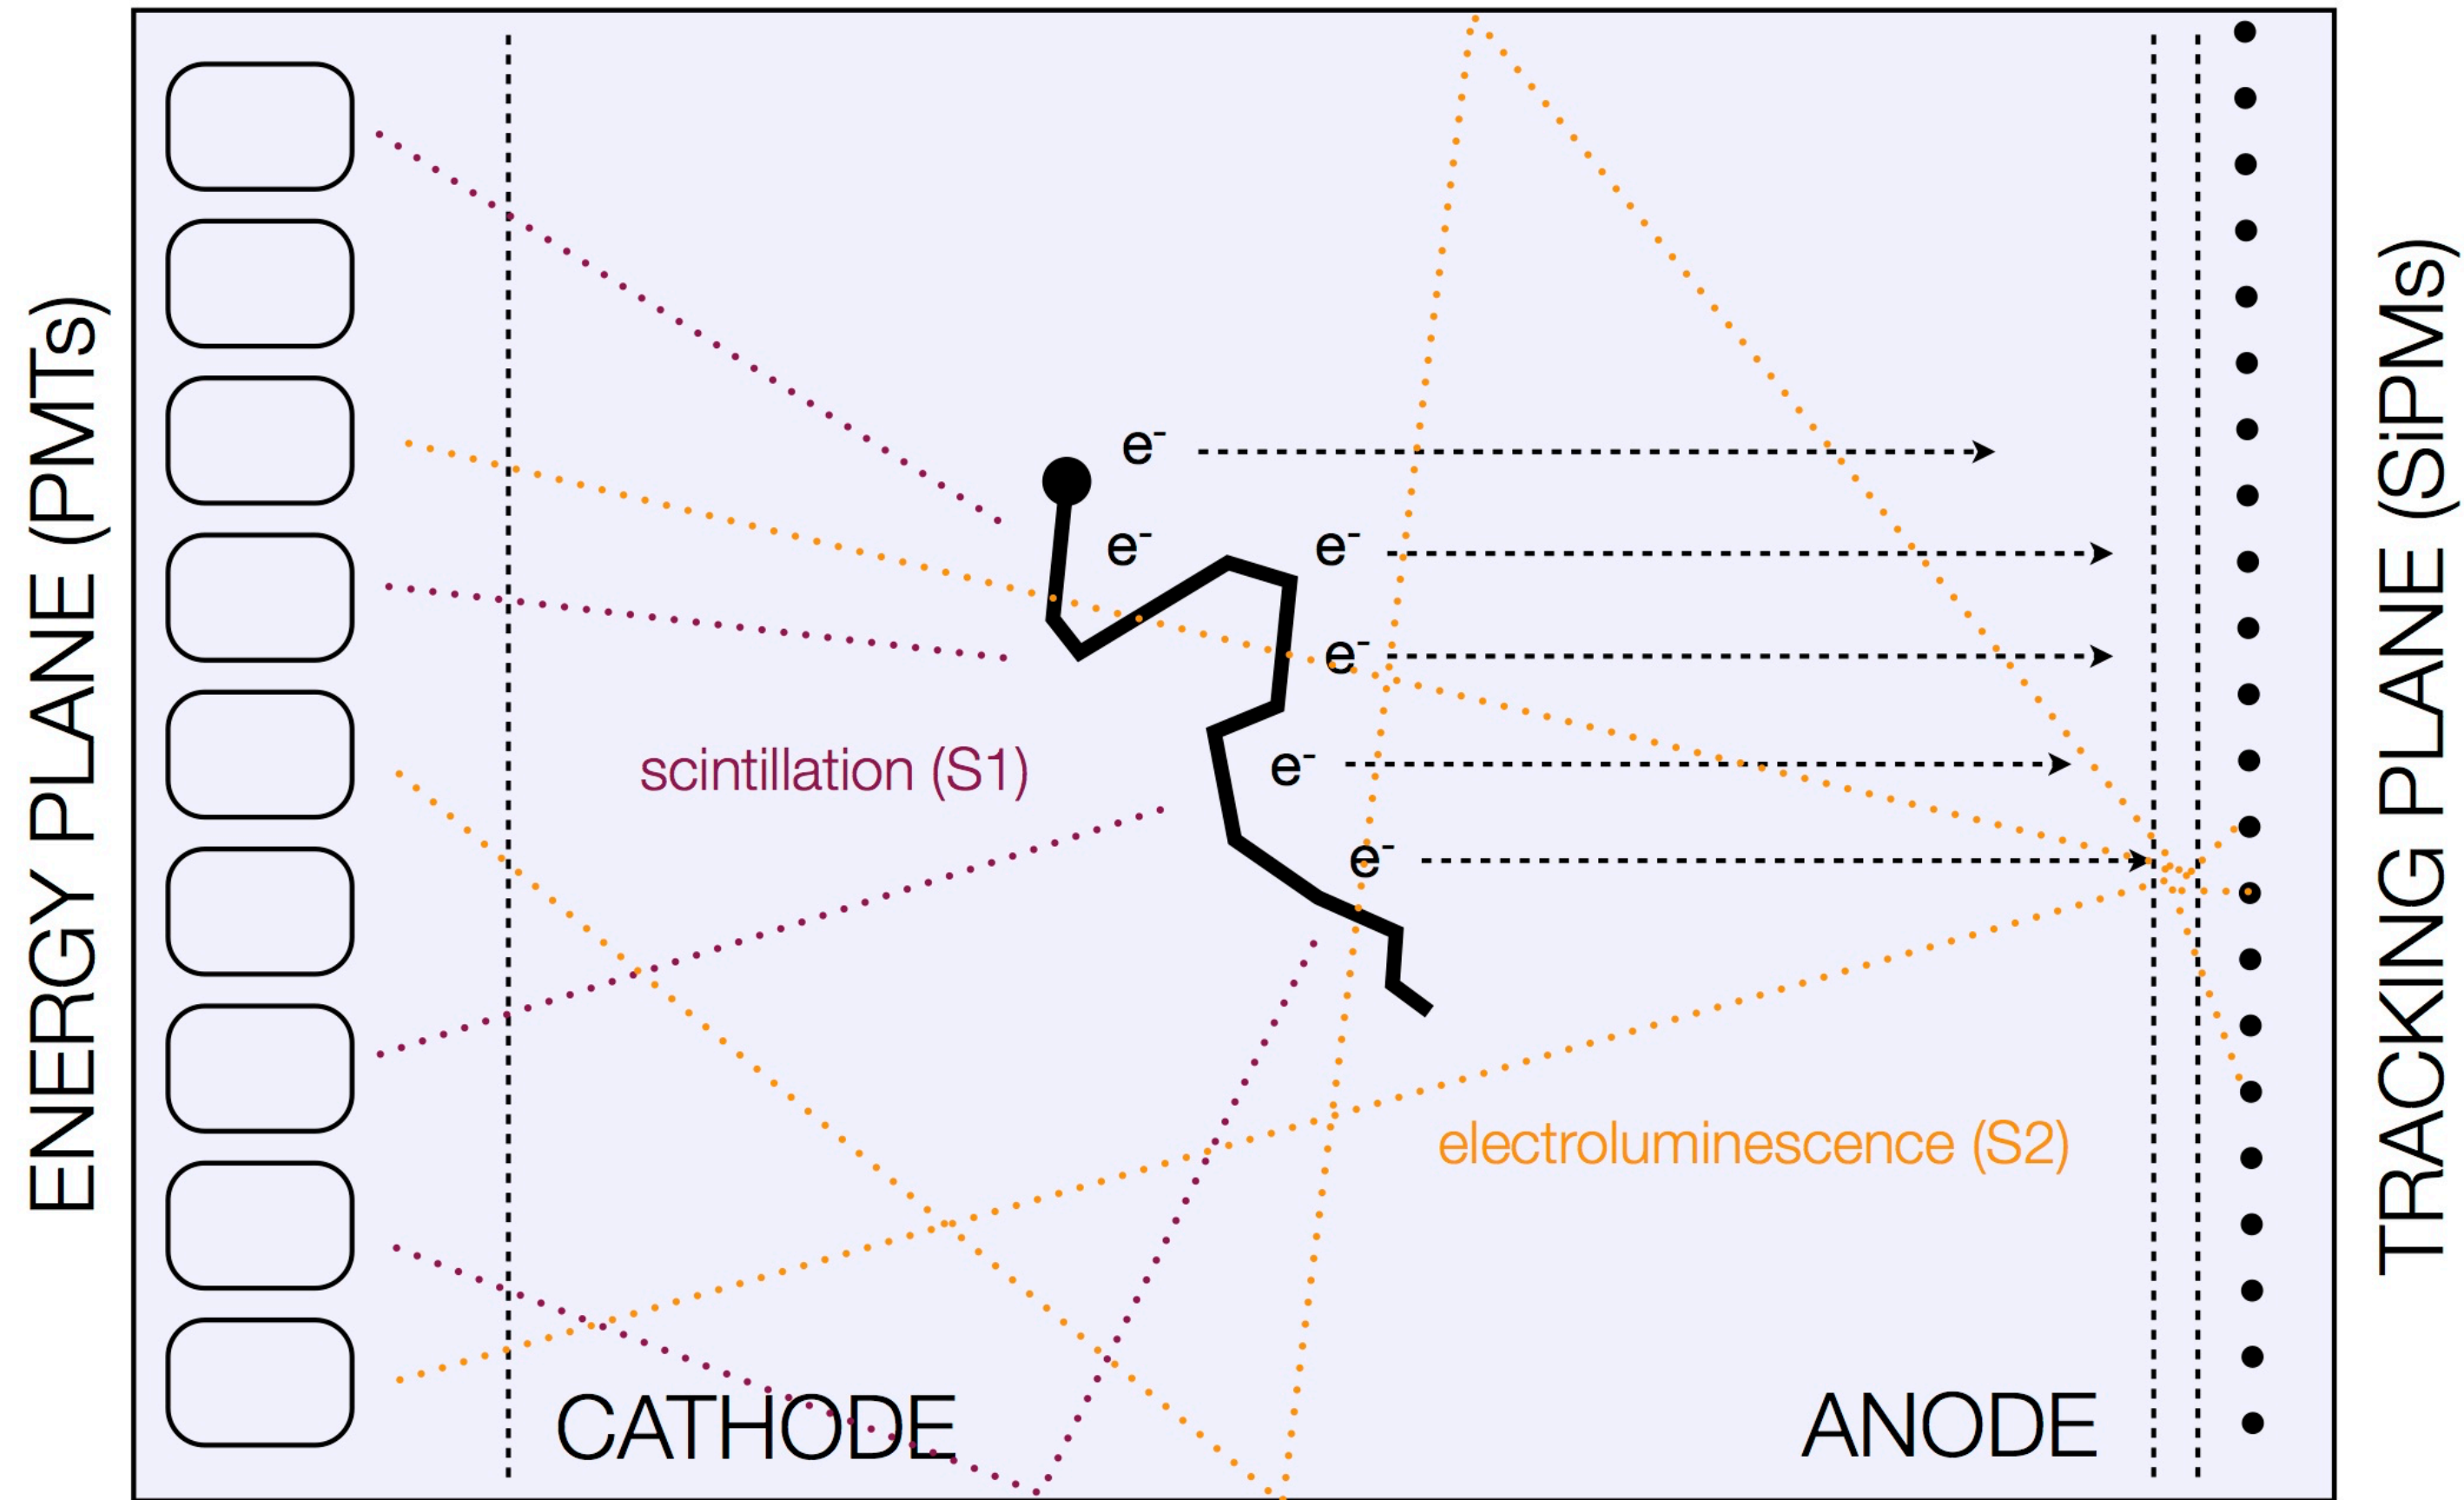 ENERGY PLANE (PMTs)
e-
e-
e-
e-
scintillation (S1)
e-
e-
electroluminescence (S2)
CATHODE
ANODE
TRACKING PLANE (SiPMs)